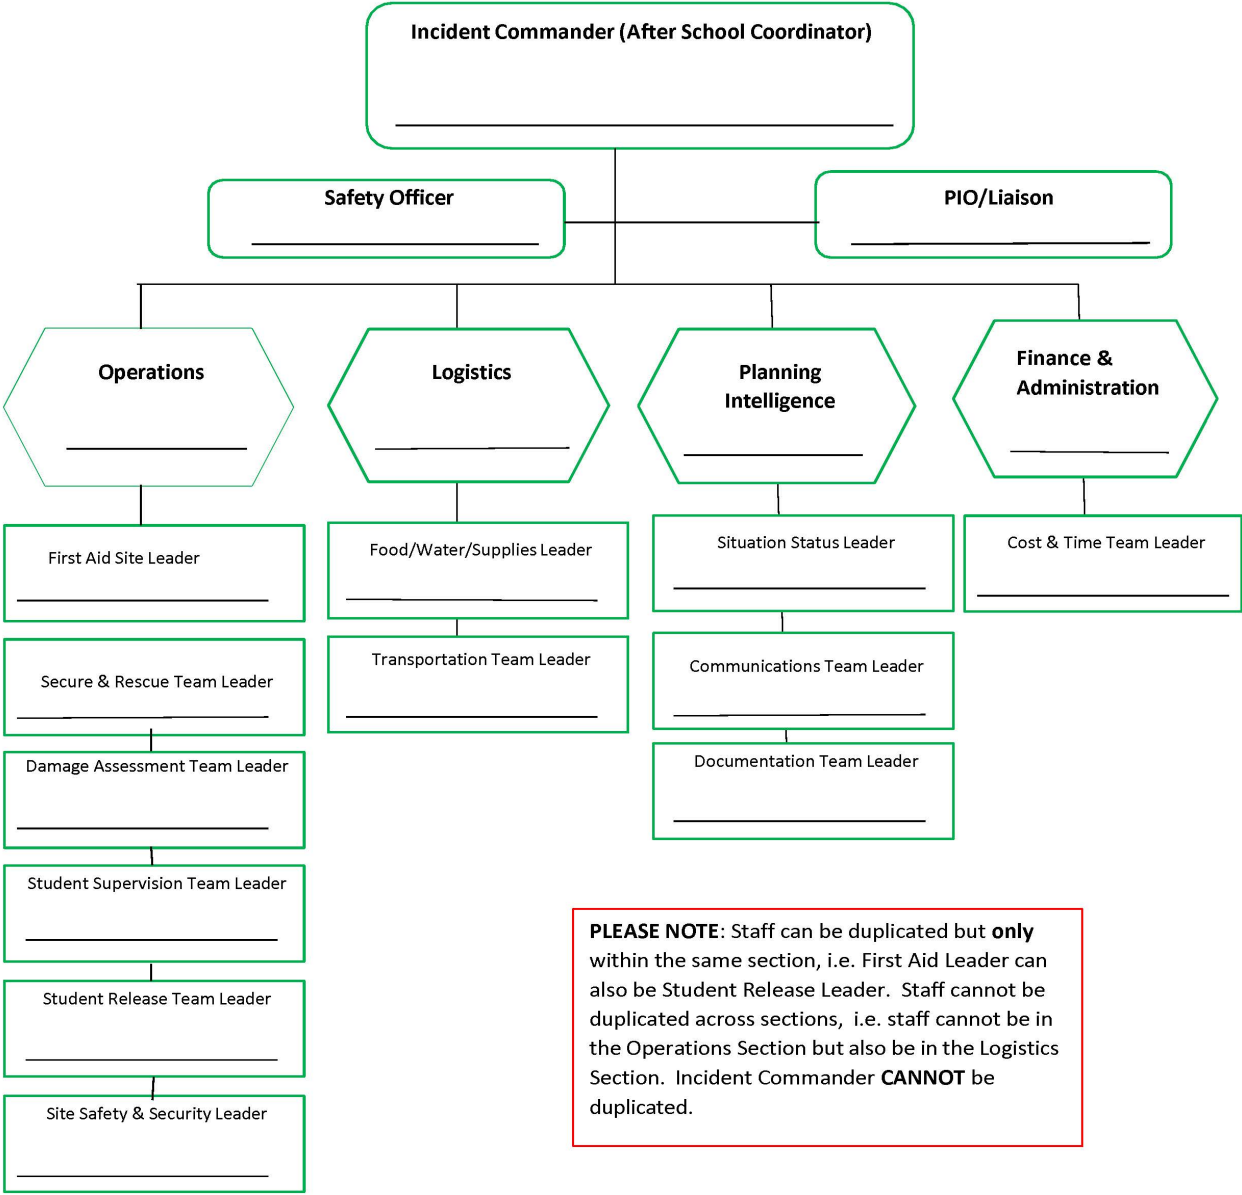 Incident Commander (After School Coordinator)
Safety Officer
PIO/Liaison
Operations
Logistics
Planning
Intelligence
Finance &
Administration
First Aid Site Leader
Food/Water/Supplies Leader
Situation Status Leader
Cost & Time Team Leader
Secure & Rescue Team Leader
Transportation Team Leader
Communications Team Leader
Damage Assessment Team Leader
Documentation Team Leader
Student Supervision Team Leader
Student Release Team Leader
Site Safety & Security Leader
PLEASE NOTE: Staff can be duplicated but only
within the same section, i.e. First Aid Leader can
also be Student Release Leader.  Staff cannot be
duplicated across sections,  i.e. staff cannot be in
the Operations Section but also be in the Logistics
Section.  Incident Commander CANNOT be
duplicated.